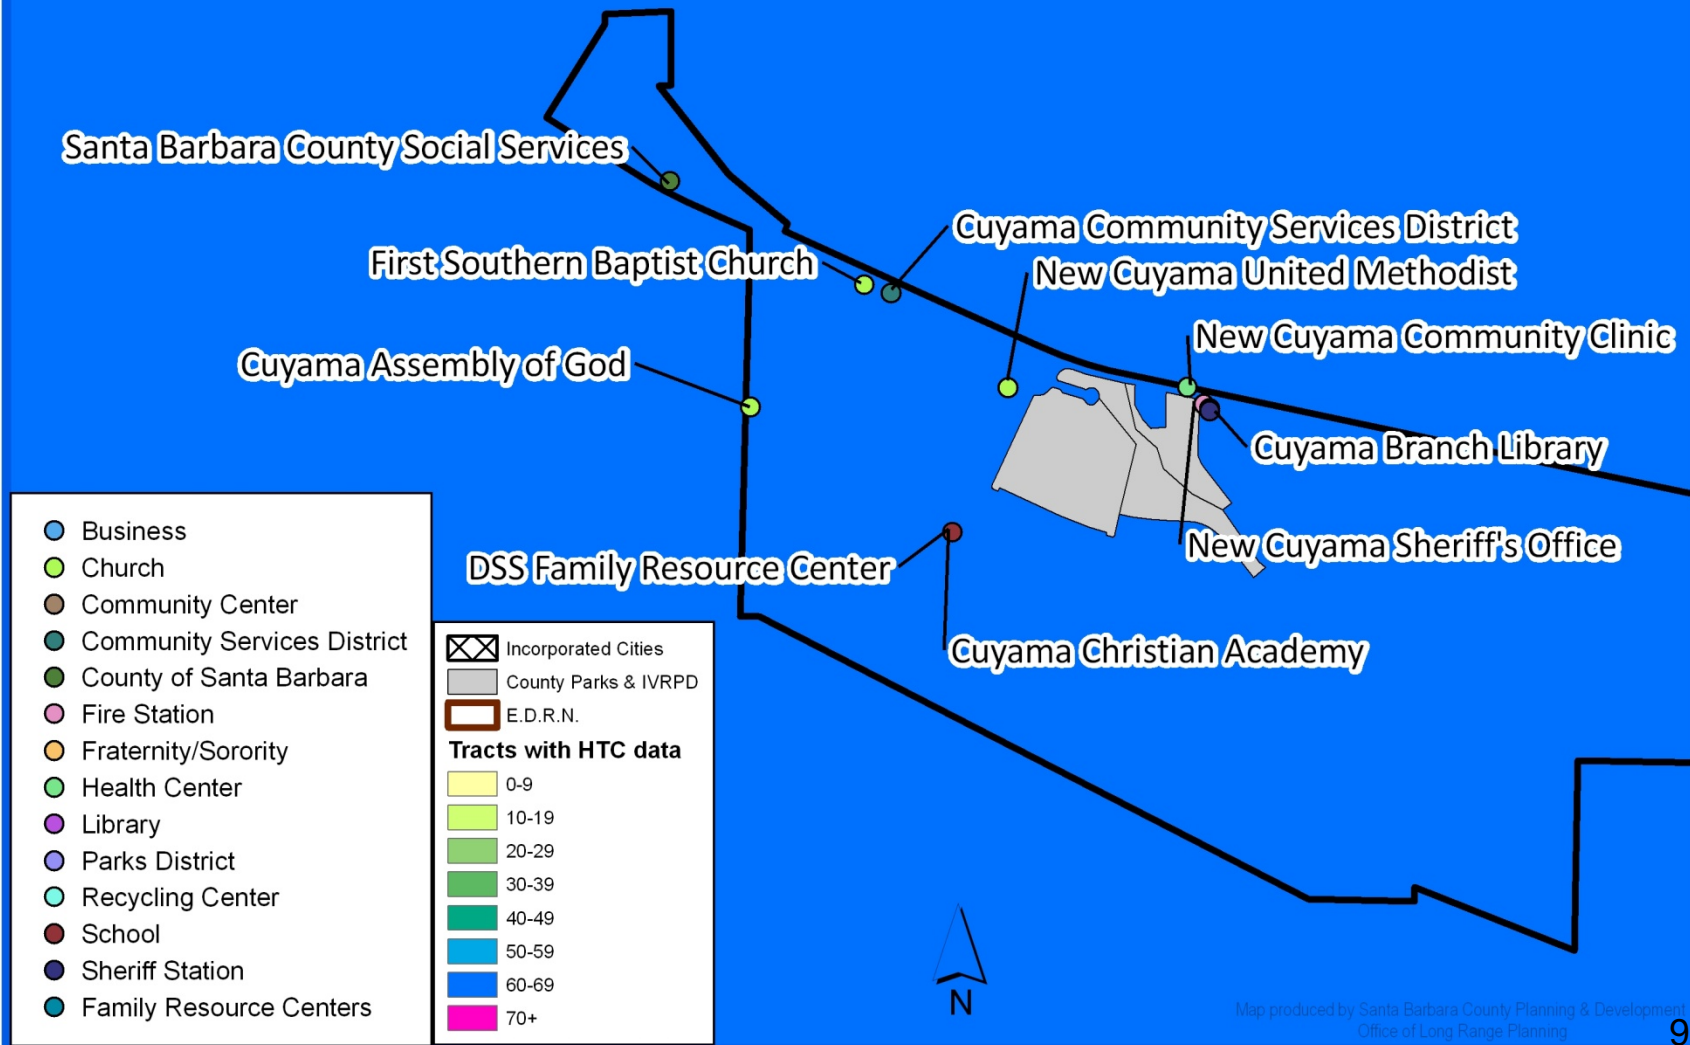 Santa Barbara County Social Services
Cuyama Community Services District
First Southern Baptist Church
New Cuyama United Methodist
New Cuyama Community Clinic
Cuyama Assembly of God
Cuyama Branch Library
New Cuyama Sheriff's Office
DSS Family Resource Center
Cuyama Christian Academy
Business
Church
Community Center
Community Services District
County of Santa Barbara
Fire Station
Fraternity/Sorority
Health Center
Library
Parks District
Recycling Center
School
Sheriff Station
Family Resource Centers
Incorporated Cities
County Parks & IVRPD
E.D.R.N.
Tracts with HTC data
0-9
10-19
20-29
30-39
40-49
50-59
60-69
70+
N
Map produced by Santa Barbara County Planning & Development
Office of Long Range Planning
9